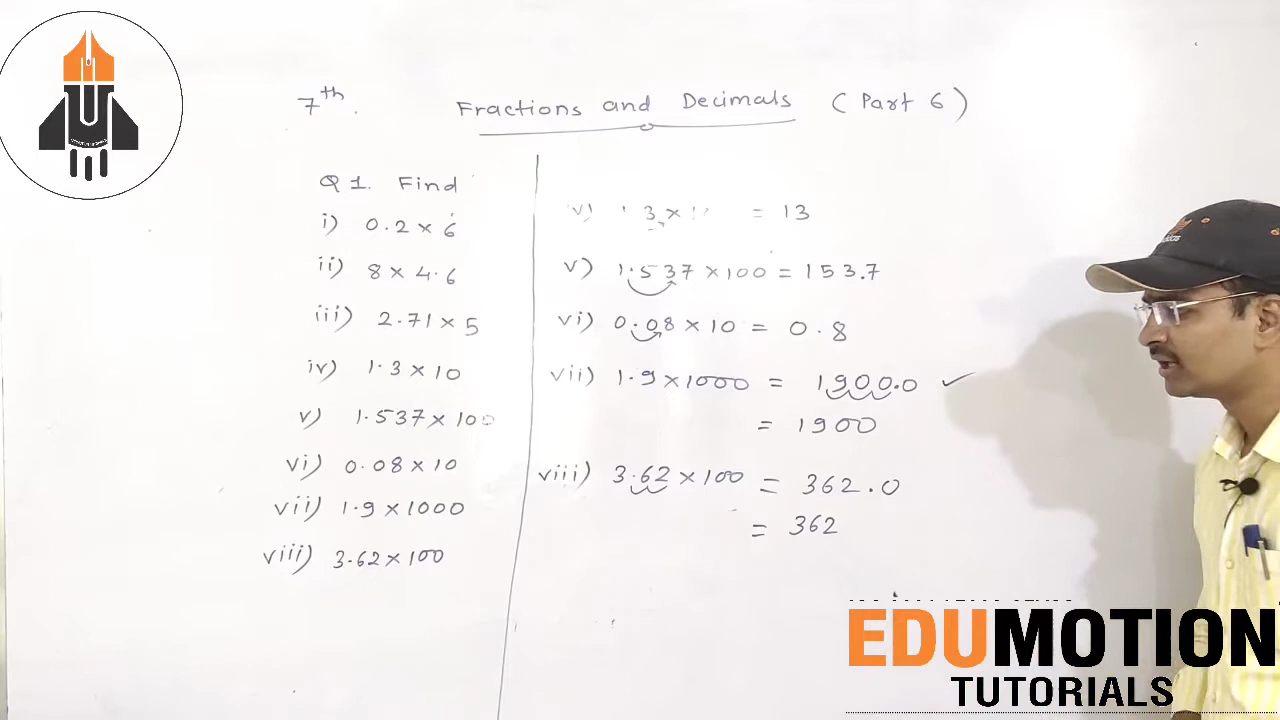 7th. Fractions and Decimals (Part 6)
Q1. Find
i) 0.2 × 6
ii) 8 × 4.6
iii) 2.71 × 5
iv) 1.3 × 10
v) 1.537 × 100
vi) 0.08 × 10
vii) 1.9 × 1000
viii) 3.62 × 100
3 × = 13
v) 1.537 × 100 = 153.7
vi) 0.08 × 10 = 0.8
vii) 1.9 × 1000 = 1900.0 ✓
= 1900
viii) 3.62 × 100 = 362.0
= 362
EDUMOTION
TUTORIALS